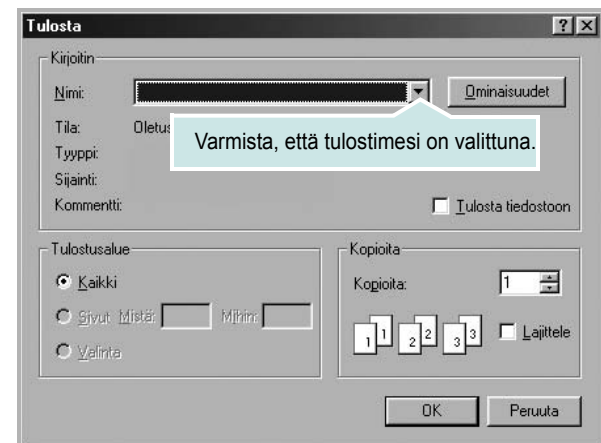 Tulosta
Kirjoitin
Nimi:
Ominaisuudet
Tila: Oletus
Varmista, että tulostimesi on valittuna.
Tyyppi:
Sijainti:
Kommentti:
Tulosta tiedostoon
Tulostusalue
Kaikki
Sivut Mistä: Mihin:
Valinta
Kopioita
Kopioita: 1
1 1 2 2 3 3
Lajittele
OK Peruuta